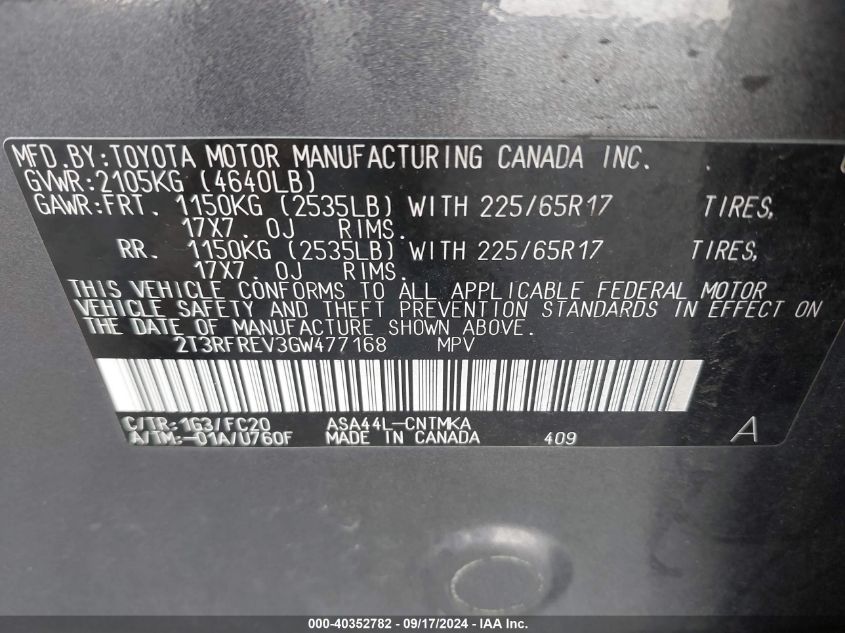 MFD.BY:TOYOTA MOTOR MANUFACTURING CANADA INC.
GVWR:2105KG (4640LB)
GAWR:FRT. 1150KG (2535LB) WITH 225/65R17 TIRES,
17X7.0J RIMS.
RR. 1150KG (2535LB) WITH 225/65R17 TIRES,
17X7.0J RIMS.
THIS VEHICLE CONFORMS TO ALL APPLICABLE FEDERAL MOTOR
VEHICLE SAFETY AND THEFT PREVENTION STANDARDS IN EFFECT ON
THE DATE OF MANUFACTURE SHOWN ABOVE.
2T3RFREV3GW477168 MPV
C/TR:1G3/FC20 ASA44L-CNTMKA
A/TM:-01A/U760F MADE IN CANADA 409 A
000-40352782 - 09/17/2024 - IAA Inc.